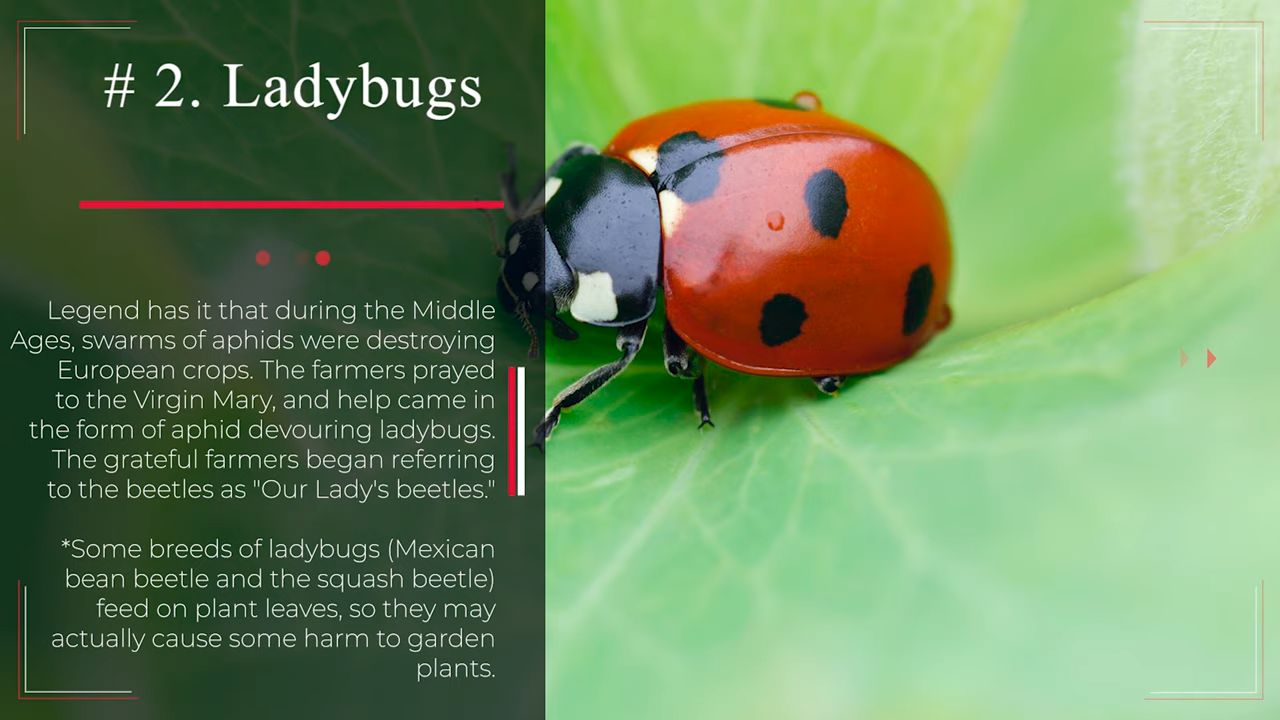 # 2. Ladybugs
Legend has it that during the Middle
Ages, swarms of aphids were destroying
European crops. The farmers prayed
to the Virgin Mary, and help came in
the form of aphid devouring ladybugs.
The grateful farmers began referring
to the beetles as "Our Lady's beetles."
*Some breeds of ladybugs (Mexican
bean beetle and the squash beetle)
feed on plant leaves, so they may
actually cause some harm to garden
plants.